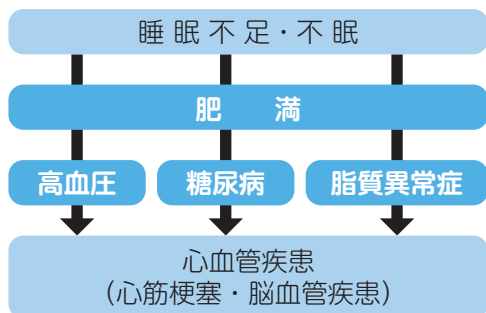 睡眠不足・不眠
肥満
高血圧 糖尿病 脂質異常症
心血管疾患
（心筋梗塞・脳血管疾患）